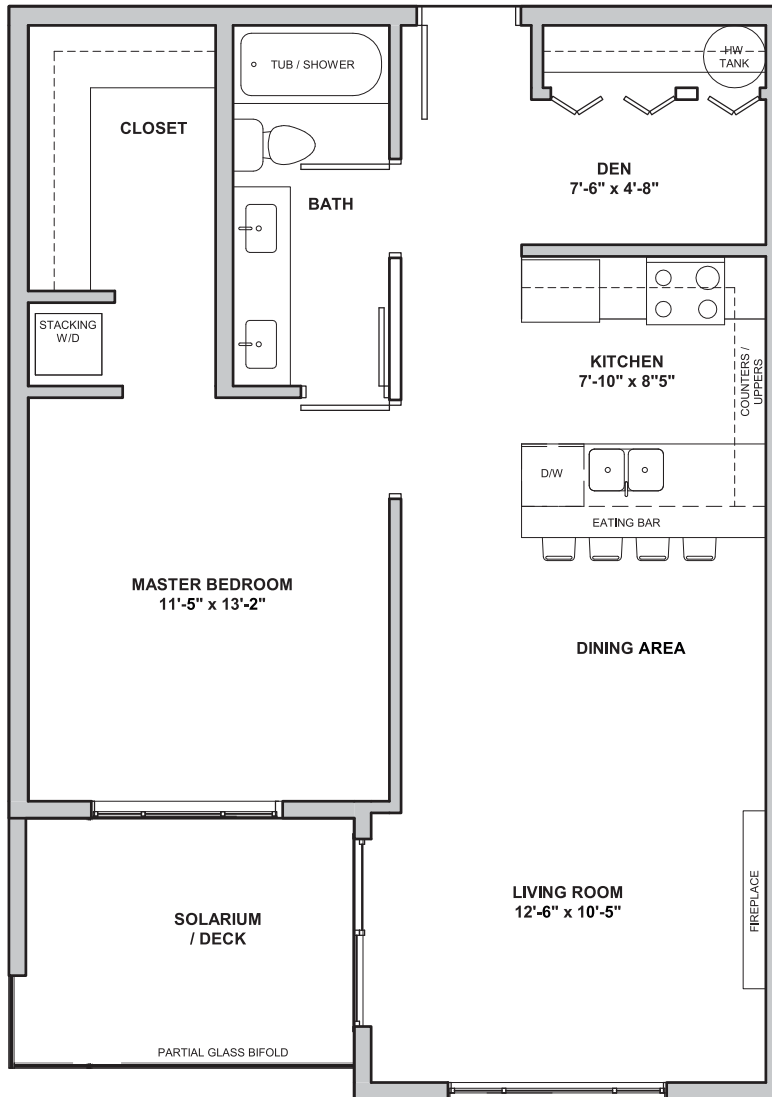 TUB / SHOWER
HW
TANK
CLOSET
DEN
7'-6" x 4'-8"
BATH
STACKING
W/D
KITCHEN
7'-10" x 8"5"
COUNTERS /
UPPERS
D/W
EATING BAR
MASTER BEDROOM
11'-5" x 13'-2"
DINING AREA
LIVING ROOM
12'-6" x 10'-5"
FIREPLACE
SOLARIUM
/ DECK
PARTIAL GLASS BIFOLD